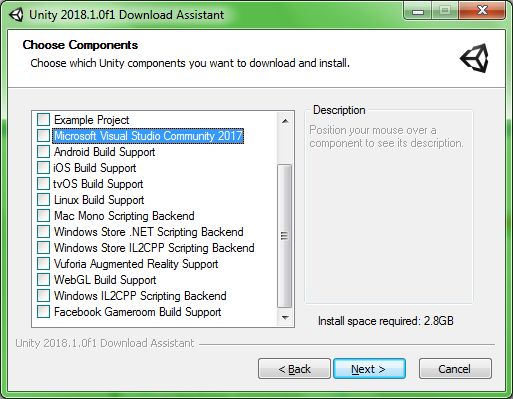 Unity 2018.1.0f1 Download Assistant
Choose Components
Choose which Unity components you want to download and install.
Example Project
Microsoft Visual Studio Community 2017
Android Build Support
iOS Build Support
tvOS Build Support
Linux Build Support
Mac Mono Scripting Backend
Windows Store .NET Scripting Backend
Windows Store IL2CPP Scripting Backend
Vuforia Augmented Reality Support
WebGL Build Support
Windows IL2CPP Scripting Backend
Facebook Gameroom Build Support
Description
Position your mouse over a
component to see its description.
Install space required: 2.8GB
Unity 2018.1.0f1 Download Assistant
< Back
Next >
Cancel